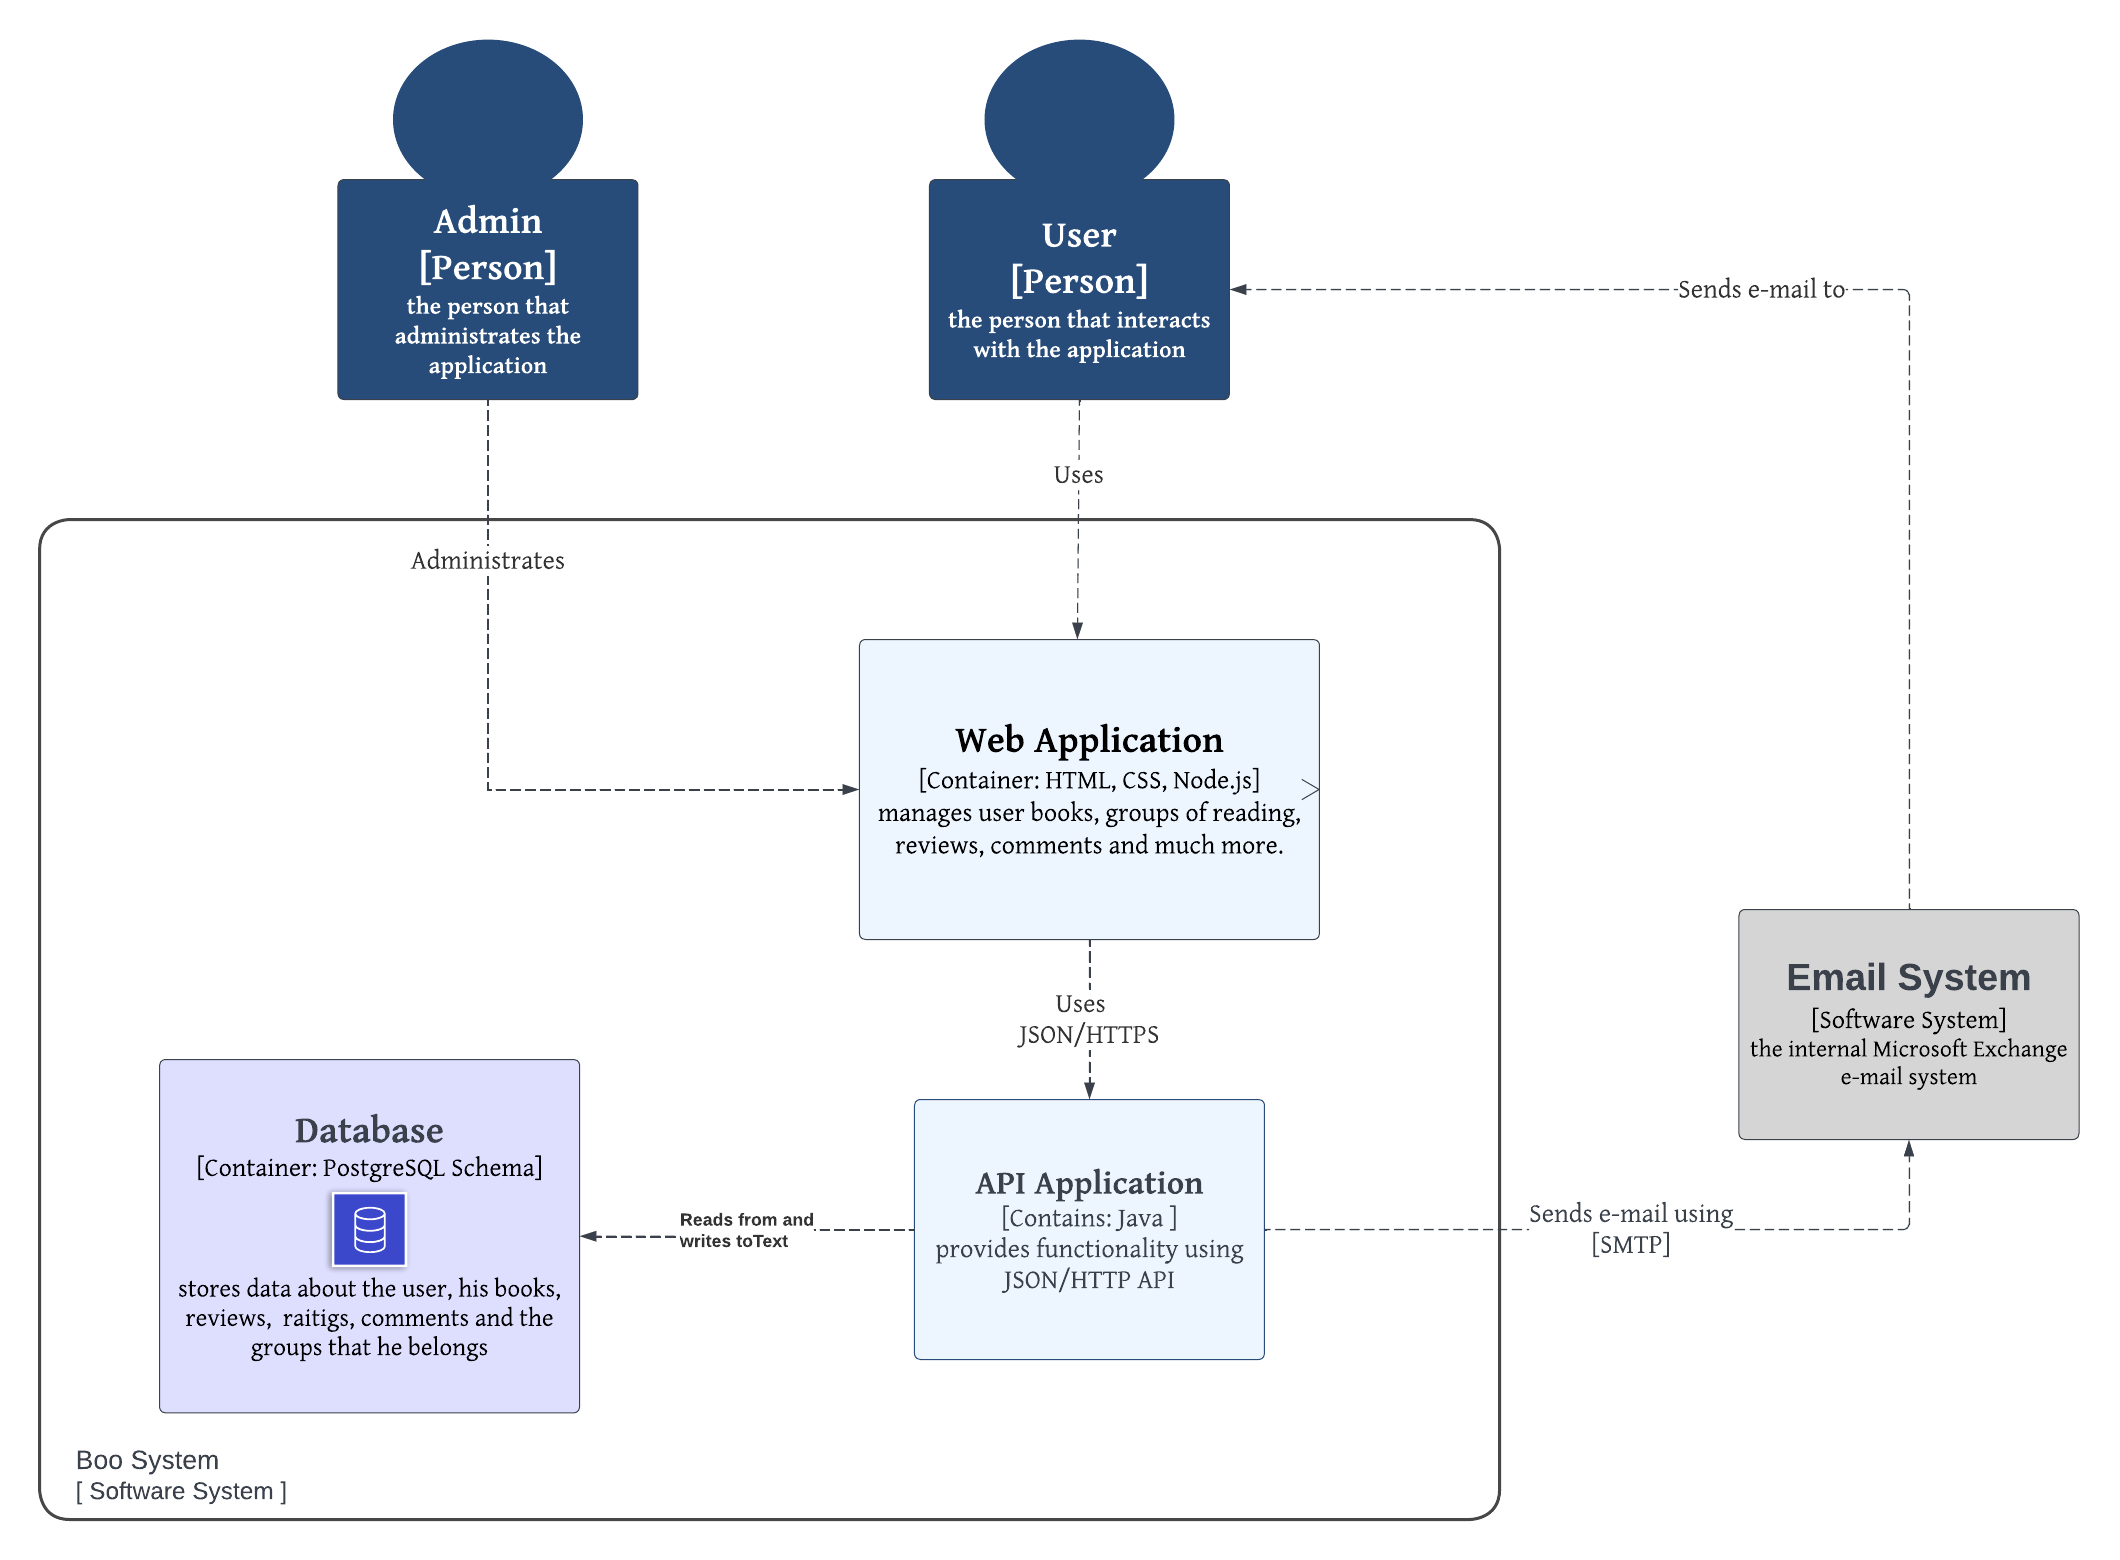 Admin
[Person]
the person that
administrates the
application
User
[Person]
the person that interacts
with the application
Sends e-mail to
Uses
Administrates
Web Application
[Container: HTML, CSS, Node.js]
manages user books, groups of reading,
reviews, comments and much more.
Uses
JSON/HTTPS
Email System
[Software System]
the internal Microsoft Exchange
e-mail system
Database
[Container: PostgreSQL Schema]
stores data about the user, his books,
reviews,  raitigs, comments and the
groups that he belongs
Reads from and
writes toText
API Application
[Contains: Java ]
provides functionality using
JSON/HTTP API
Sends e-mail using
[SMTP]
Boo System
[ Software System ]